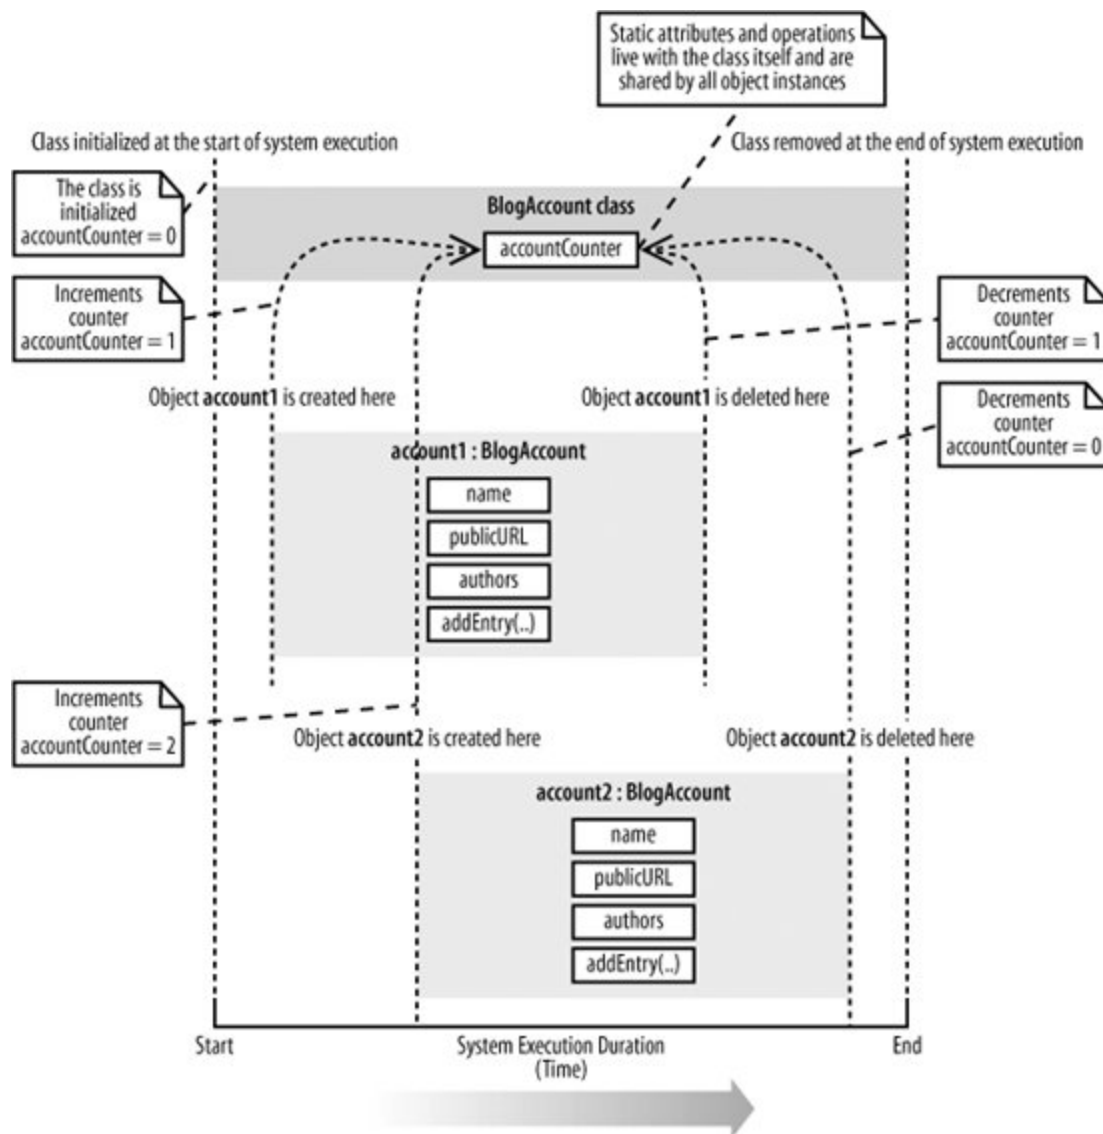 Static attributes and operations
live with the class itself and are
shared by all object instances
Class initialized at the start of system execution
Class removed at the end of system execution
The class is
initialized
accountCounter = 0
BlogAccount class
accountCounter
Increments
counter
accountCounter = 1
Decrements
counter
accountCounter = 1
Object account1 is created here
Object account1 is deleted here
Decrements
counter
accountCounter = 0
account1 : BlogAccount
name
publicURL
authors
addEntry(..)
Increments
counter
accountCounter = 2
Object account2 is created here
Object account2 is deleted here
account2 : BlogAccount
name
publicURL
authors
addEntry(..)
Start
System Execution Duration
(Time)
End